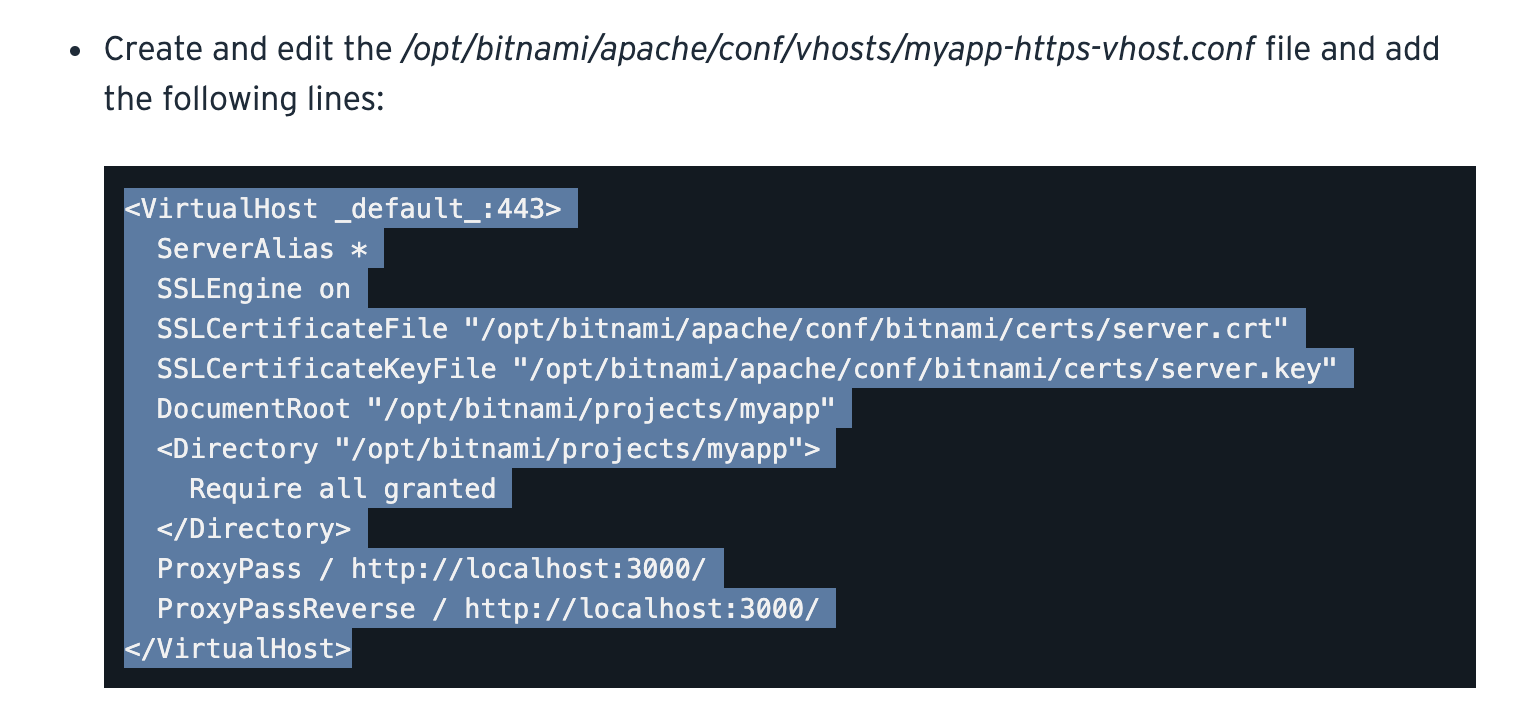 • Create and edit the /opt/bitnami/apache/conf/vhosts/myapp-https-vhost.conf file and add
the following lines:
<VirtualHost _default_:443>
  ServerAlias *
  SSLEngine on
  SSLCertificateFile "/opt/bitnami/apache/conf/bitnami/certs/server.crt"
  SSLCertificateKeyFile "/opt/bitnami/apache/conf/bitnami/certs/server.key"
  DocumentRoot "/opt/bitnami/projects/myapp"
  <Directory "/opt/bitnami/projects/myapp">
    Require all granted
  </Directory>
  ProxyPass / http://localhost:3000/
  ProxyPassReverse / http://localhost:3000/
</VirtualHost>